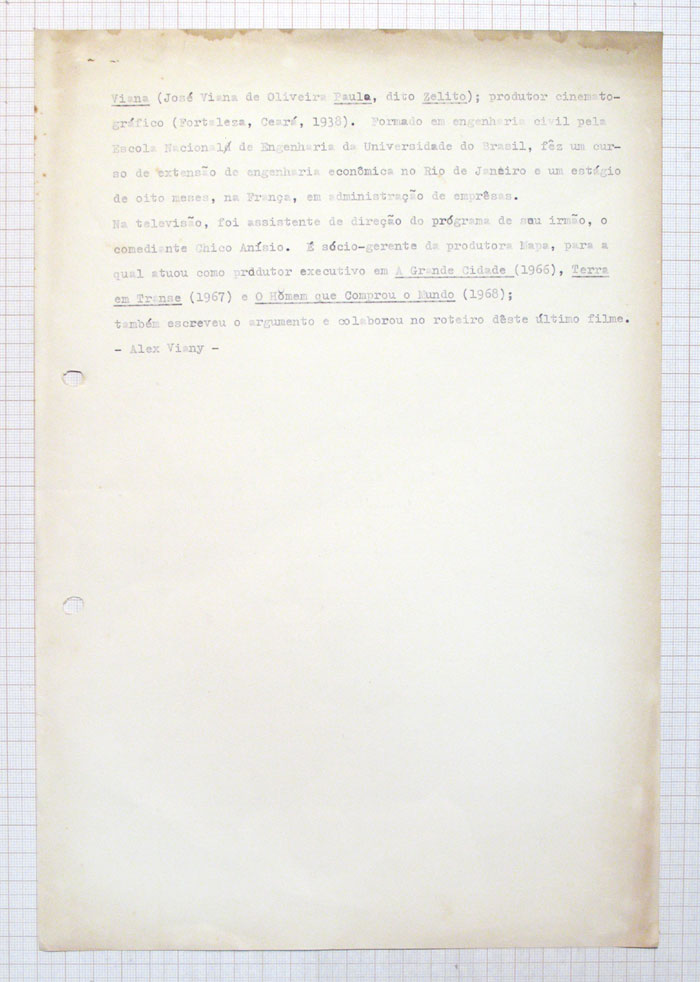 Viana (José Viana de Oliveira Paula, dito Zelito); produtor cinemato-
gráfico (Fortaleza, Ceará, 1938). Formado em engenharia civil pela
Escola Nacional de Engenharia da Universidade do Brasil, fêz um cur-
so de extensão de engenharia econômica no Rio de Janeiro e um estágio
de oito meses, na França, em administração de emprêsas.
Na televisão, foi assistente de direção do prógrama de seu irmão, o
comediante Chico Anísio. É sócio-gerente da produtora Mapa, para a
qual atuou como pródutor executivo em A Grande Cidade (1966), Terra
em Transe (1967) e O Hômem que Comprou o Mundo (1968);
também escreveu o argumento e colaborou no roteiro dêste último filme.
- Alex Viany -